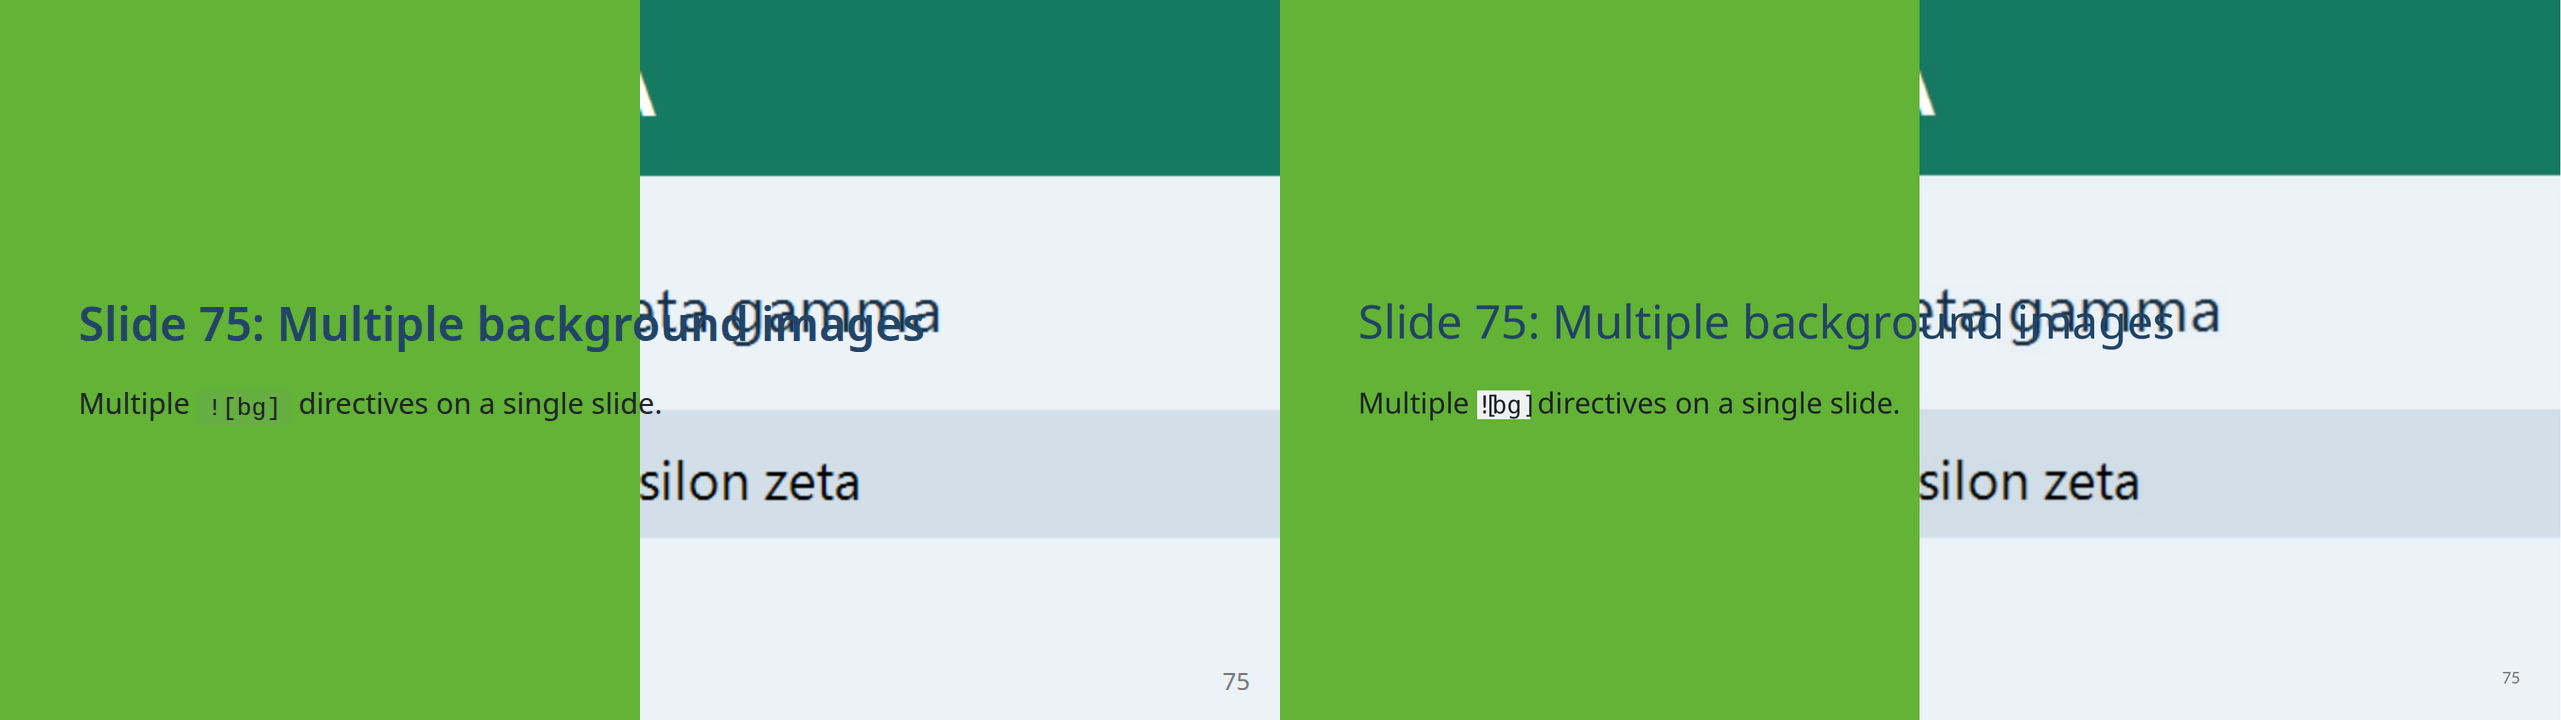 A
eta gamma
Slide 75: Multiple background images
Multiple ![bg] directives on a single slide.
silon zeta
75
A
eta gamma
Slide 75: Multiple background images
Multiple ![bg] directives on a single slide.
silon zeta
75